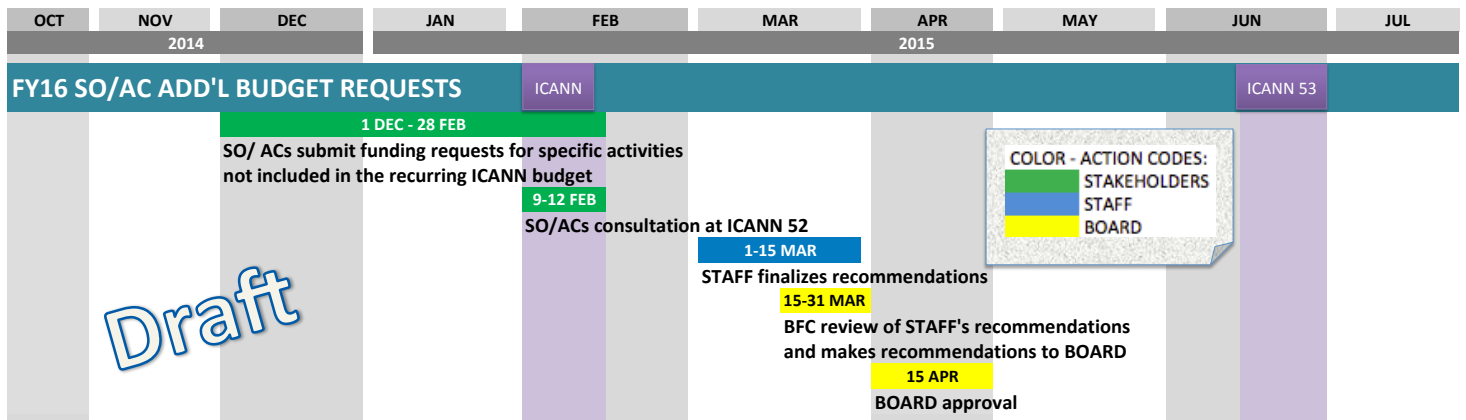 OCT NOV DEC JAN FEB MAR APR MAY JUN JUL
2014 2015
FY16 SO/AC ADD'L BUDGET REQUESTS ICANN ICANN 53
1 DEC - 28 FEB
SO/ ACs submit funding requests for specific activities
not included in the recurring ICANN budget
9-12 FEB
SO/ACs consultation at ICANN 52
1-15 MAR
STAFF finalizes recommendations
15-31 MAR
BFC review of STAFF's recommendations
and makes recommendations to BOARD
15 APR
BOARD approval
COLOR - ACTION CODES:
STAKEHOLDERS
STAFF
BOARD
Draft